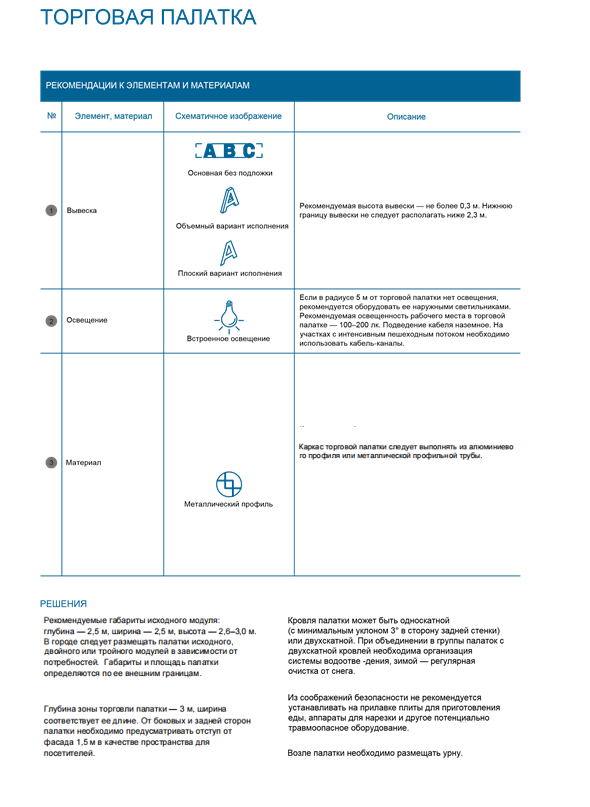 ТОРГОВАЯ ПАЛАТКА
РЕКОМЕНДАЦИИ К ЭЛЕМЕНТАМ И МАТЕРИАЛАМ
№ Элемент, материал Схематичное изображение Описание
1
Вывеска
ABC
Основная без подложки
A
Объемный вариант исполнения
A
Плоский вариант исполнения
Рекомендуемая высота вывески — не более 0,3 м. Нижнюю
границу вывески не следует располагать ниже 2,3 м.
2
Освещение
Встроенное освещение
Если в радиусе 5 м от торговой палатки нет освещения,
рекомендуется оборудовать ее наружными светильниками.
Рекомендуемая освещенность рабочего места в торговой
палатке — 100–200 лк. Подведение кабеля наземное. На
участках с интенсивным пешеходным потоком необходимо
использовать кабель-каналы.
3
Материал
Металлический профиль
Каркас торговой палатки следует выполнять из алюминиево
го профиля или металлической профильной трубы.
РЕШЕНИЯ
Рекомендуемые габариты исходного модуля:
глубина — 2,5 м, ширина — 2,5 м, высота — 2,6–3,0 м.
В городе следует размещать палатки исходного,
двойного или тройного модулей в зависимости от
потребностей. Габариты и площадь палатки
определяются по ее внешним границам.
Глубина зоны торговли палатки — 3 м, ширина
соответствует ее длине. От боковых и задней сторон
палатки необходимо предусматривать отступ от
фасада 1,5 м в качестве пространства для
посетителей.
Кровля палатки может быть односкатной
(с минимальным уклоном 3° в сторону задней стенки)
или двускатной. При объединении в группы палаток с
двускатной кровлей необходима организация
системы водоотве -дения, зимой — регулярная
очистка от снега.
Из соображений безопасности не рекомендуется
устанавливать на прилавке плиты для приготовления
еды, аппараты для нарезки и другое потенциально
травмоопасное оборудование.
Возле палатки необходимо размещать урну.